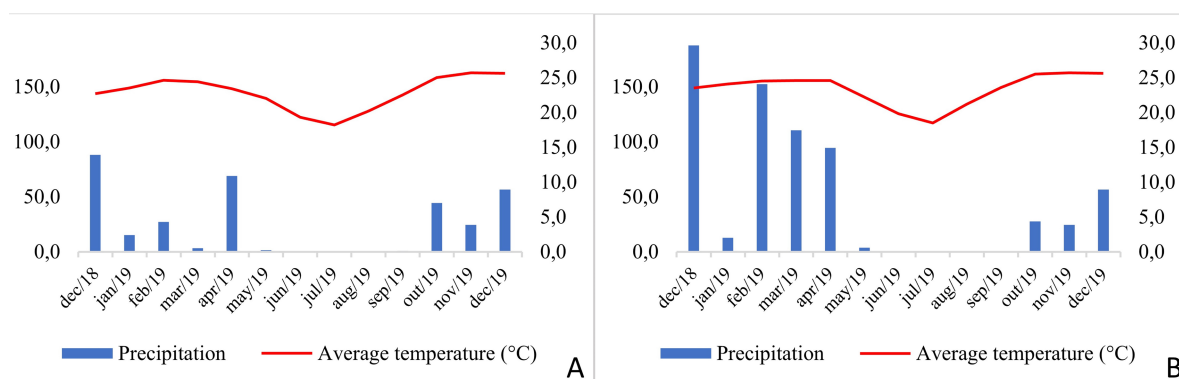 30,0
25,0
20,0
15,0
10,0
5,0
0,0
150,0
100,0
50,0
0,0
dec/18
jan/19
feb/19
mar/19
apr/19
may/19
jun/19
jul/19
aug/19
sep/19
out/19
nov/19
dec/19
Precipitation
Average temperature (°C)
A
30,0
25,0
20,0
15,0
10,0
5,0
0,0
150,0
100,0
50,0
0,0
dec/18
jan/19
feb/19
mar/19
apr/19
may/19
jun/19
jul/19
aug/19
sep/19
out/19
nov/19
dec/19
Precipitation
Average temperature (°C)
B